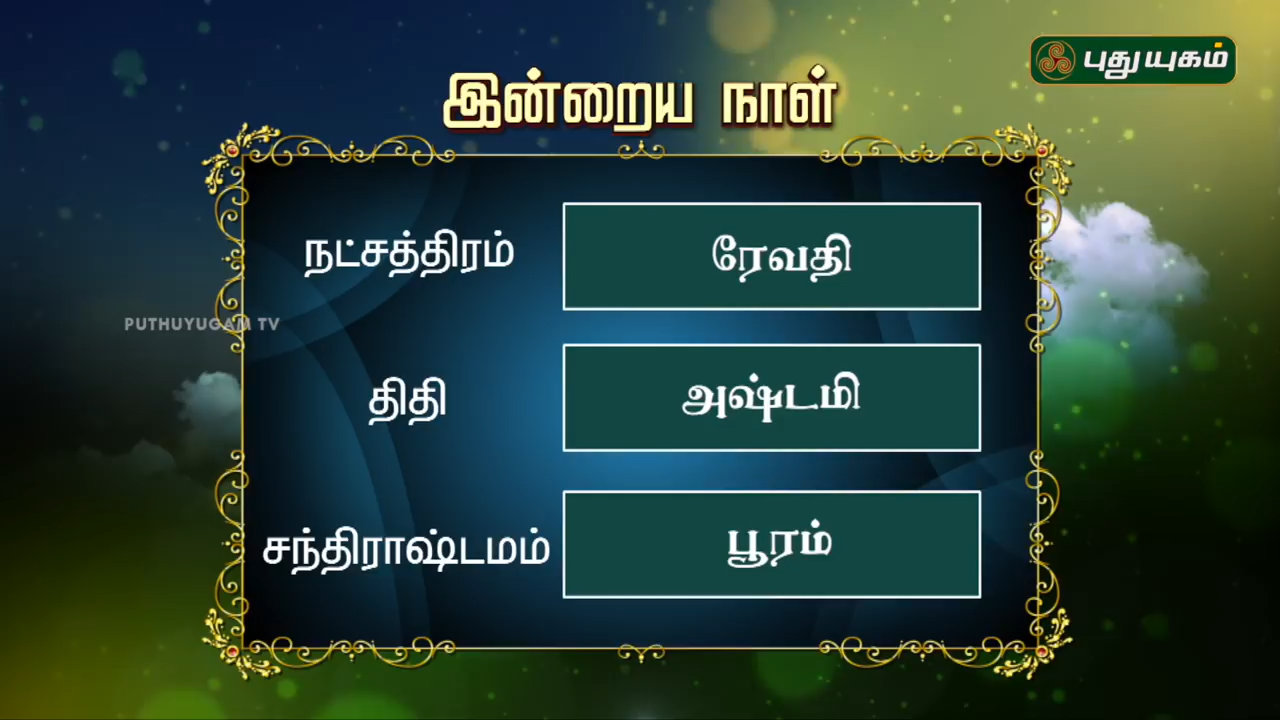 புதுயுகம்
இன்றைய நாள்
நட்சத்திரம்
ரேவதி
PUTHUYUGAM TV
திதி
அஷ்டமி
சந்திராஷ்டமம்
பூரம்